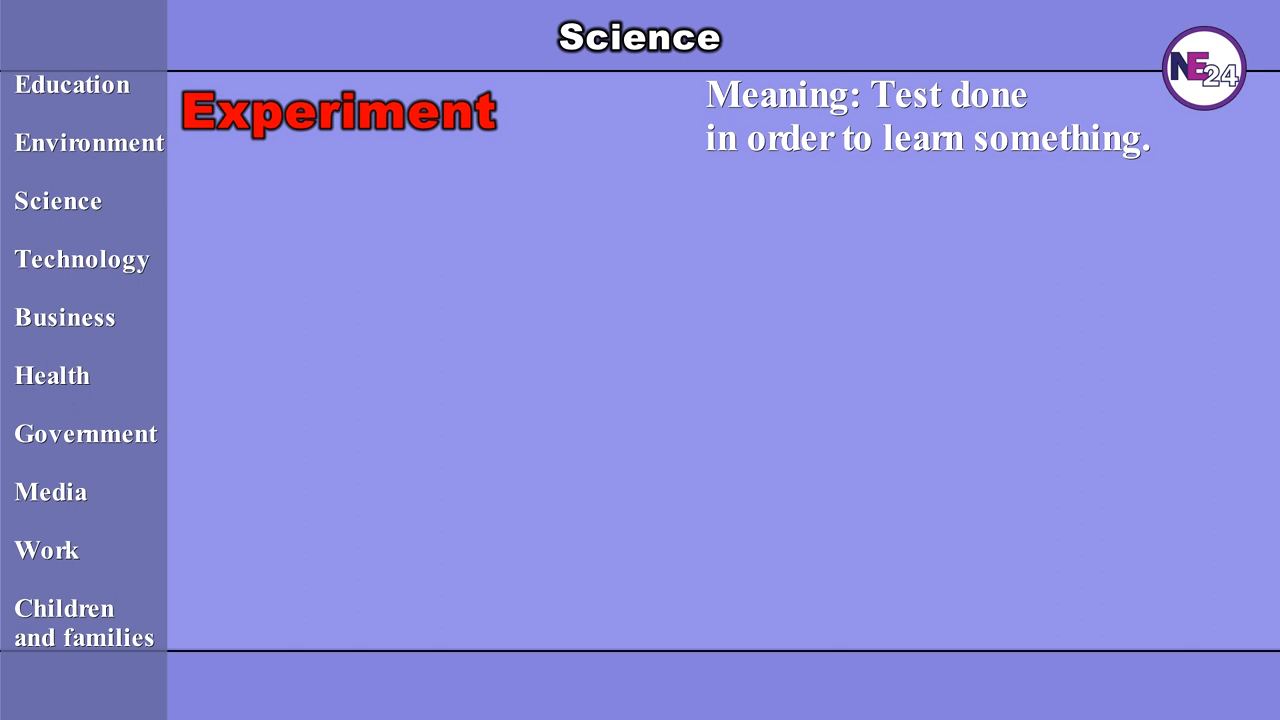 Science
NE24
Education
Environment
Science
Technology
Business
Health
Government
Media
Work
Children
and families
Experiment
Meaning: Test done
in order to learn something.